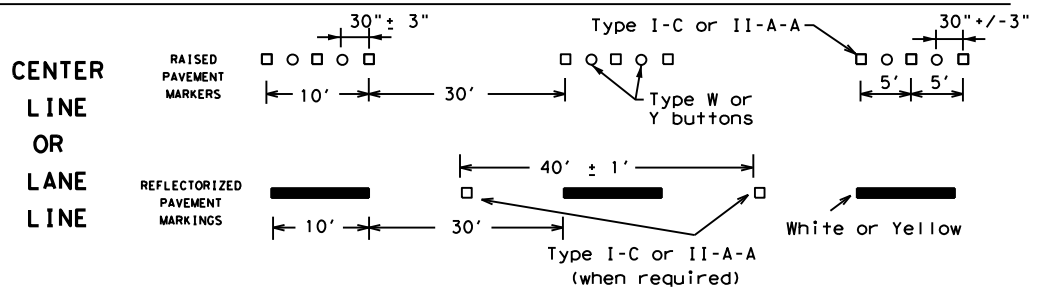 CENTER
LINE
OR
LANE
LINE
RAISED
PAVEMENT
MARKERS
30" ± 3"
Type I-C or II-A-A
30"+/-3"
10'
30'
5'
5'
Type W or
Y buttons
REFLECTORIZED
PAVEMENT
MARKINGS
40' ± 1'
10'
30'
Type I-C or II-A-A
(when required)
White or Yellow